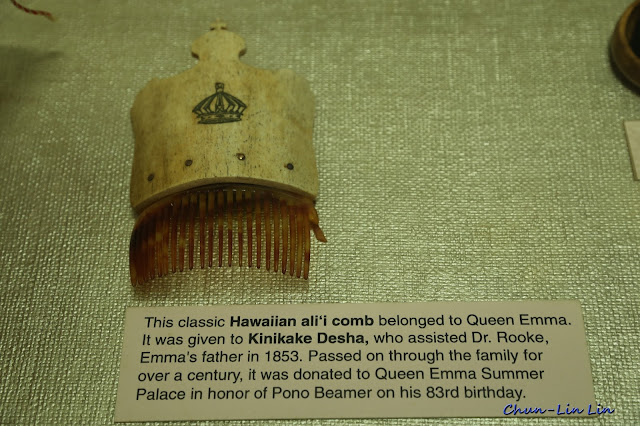 This classic Hawaiian ali‘i comb belonged to Queen Emma.
It was given to Kinikake Desha, who assisted Dr. Rooke,
Emma's father in 1853. Passed on through the family for
over a century, it was donated to Queen Emma Summer
Palace in honor of Pono Beamer on his 83rd birthday.
Chun-Lin Lin